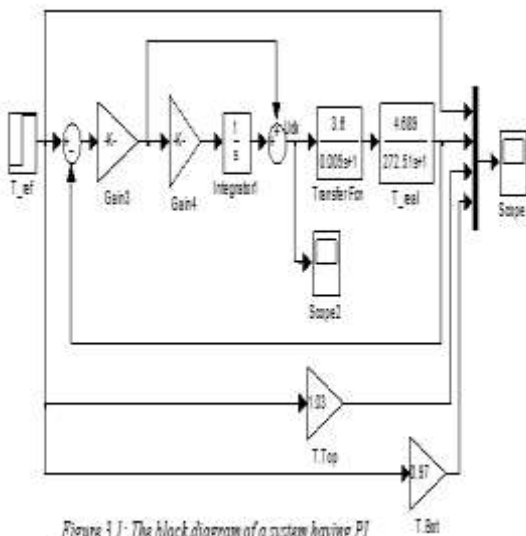 T_ref
-K-
Gain3
-K-
Gain4
1
s
Integrator1
Udk
3.6
0.005s+1
Transfer Fcn
4.689
272.51s+1
T_real
Scope
Scope2
1.03
T.Top
0.97
T.Bot
Figure 3.1: The block diagram of a system having PI